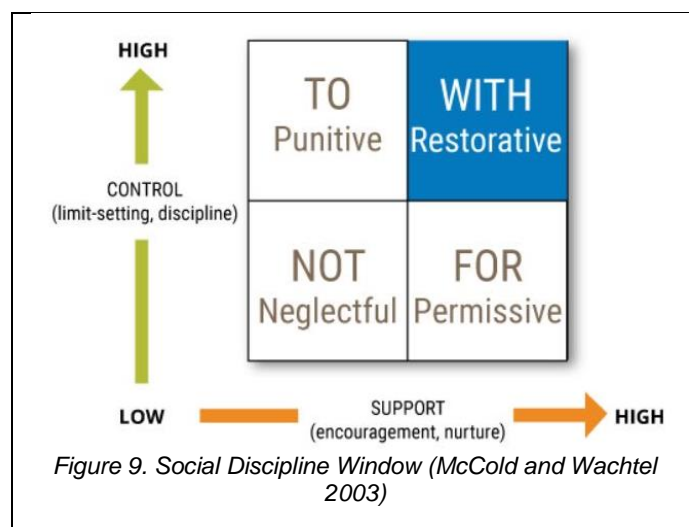 HIGH
TO
Punitive
WITH
Restorative
CONTROL
(limit-setting, discipline)
NOT
Neglectful
FOR
Permissive
LOW
SUPPORT
(encouragement, nurture)
HIGH
Figure 9. Social Discipline Window (McCold and Wachtel
2003)